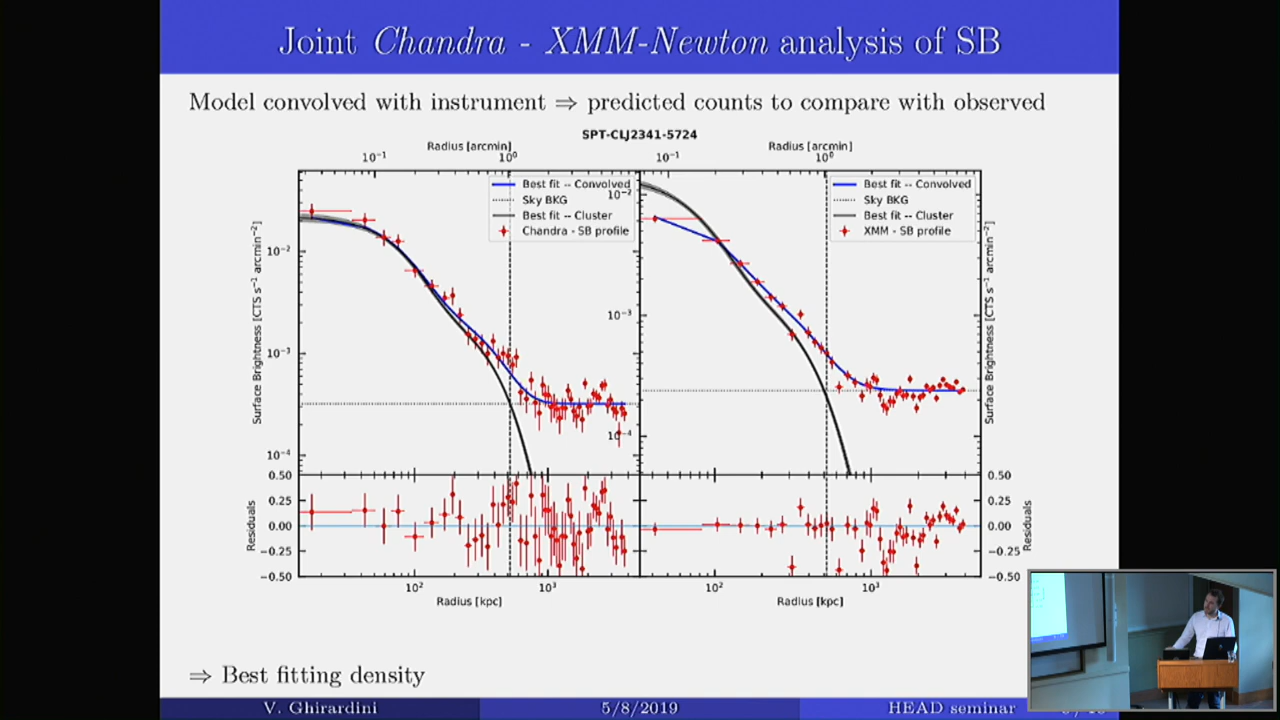 Joint Chandra - XMM-Newton analysis of SB
Model convolved with instrument ⇒ predicted counts to compare with observed
SPT-CLJ2341-5724
Radius [arcmin]
10⁻¹
10⁰
Best fit -- Convolved
Sky BKG
Best fit -- Cluster
Chandra - SB profile
Surface Brightness [CTS s⁻¹ arcmin⁻²]
10⁻²
10⁻³
10⁻⁴
Residuals
0.50
0.25
0.00
−0.25
−0.50
10²
10³
Radius [kpc]
Radius [arcmin]
10⁻¹
10⁰
Best fit -- Convolved
Sky BKG
Best fit -- Cluster
XMM - SB profile
10⁻²
10⁻³
10⁻⁴
Surface Brightness [CTS s⁻¹ arcmin⁻²]
0.50
0.25
0.00
−0.25
−0.50
Residuals
10²
10³
Radius [kpc]
⇒ Best fitting density
V. Ghirardini
5/8/2019
HEAD seminar